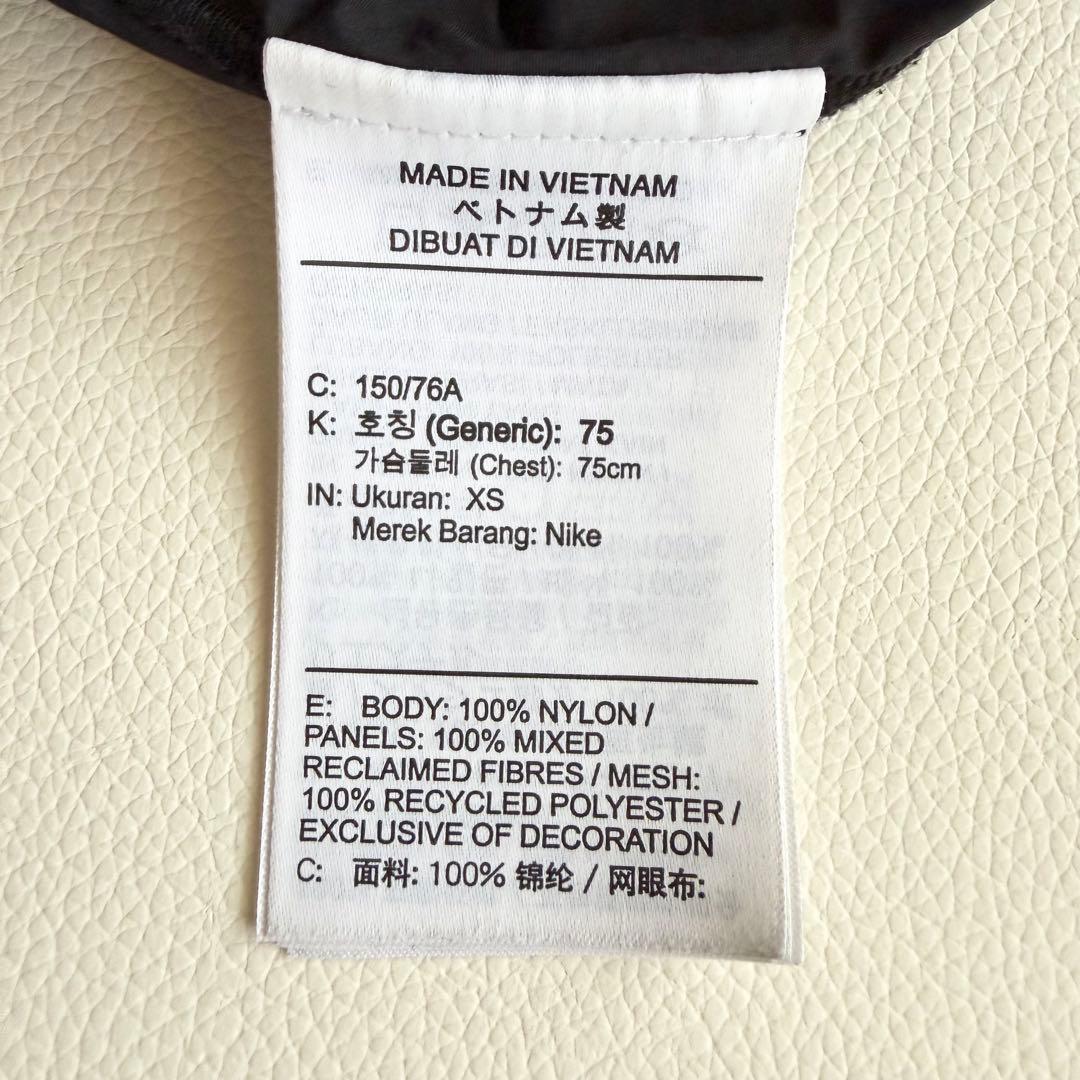 MADE IN VIETNAM
ベトナム製
DIBUAT DI VIETNAM
C: 150/76A
K: 호칭 (Generic): 75
가슴둘레 (Chest): 75cm
IN: Ukuran: XS
Merek Barang: Nike
E: BODY: 100% NYLON /
PANELS: 100% MIXED
RECLAIMED FIBRES / MESH:
100% RECYCLED POLYESTER /
EXCLUSIVE OF DECORATION
C: 面料: 100% 锦纶 / 网眼布: